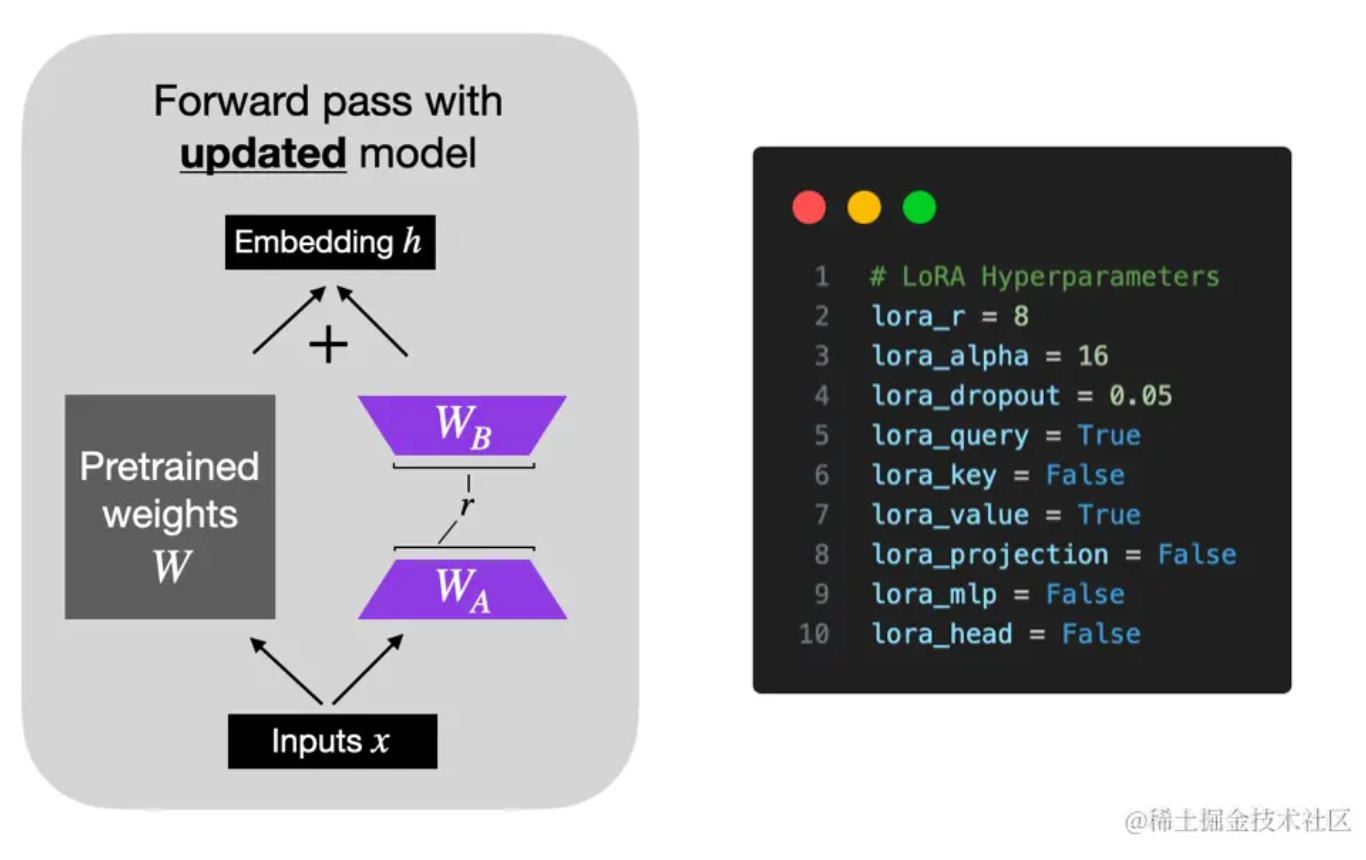 Forward pass with
updated model
Embedding h
+
Pretrained
weights
W
W_B
r
W_A
Inputs x
1 # LoRA Hyperparameters
2 lora_r = 8
3 lora_alpha = 16
4 lora_dropout = 0.05
5 lora_query = True
6 lora_key = False
7 lora_value = True
8 lora_projection = False
9 lora_mlp = False
10 lora_head = False
@稀土掘金技术社区